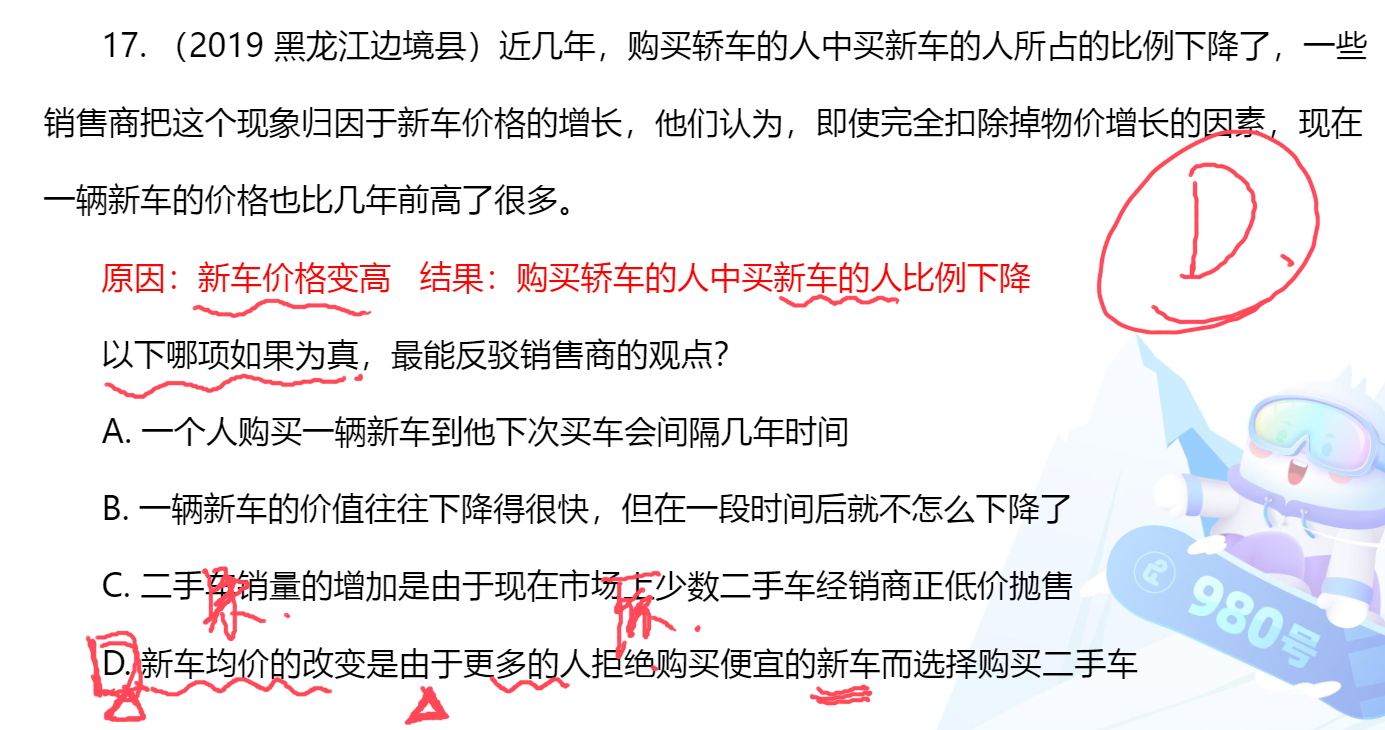 17. （2019 黑龙江边境县）近几年，购买轿车的人中买新车的人所占的比例下降了，一些
销售商把这个现象归因于新车价格的增长，他们认为，即使完全扣除掉物价增长的因素，现在
一辆新车的价格也比几年前高了很多。
D
原因：新车价格变高 结果：购买轿车的人中买新车的人比例下降
以下哪项如果为真，最能反驳销售商的观点？
A. 一个人购买一辆新车到他下次买车会间隔几年时间
B. 一辆新车的价值往往下降得很快，但在一段时间后就不怎么下降了
C. 二手车销量的增加是由于现在市场上少数二手车经销商正低价抛售
果
原
D. 新车均价的改变是由于更多的人拒绝购买便宜的新车而选择购买二手车
980号